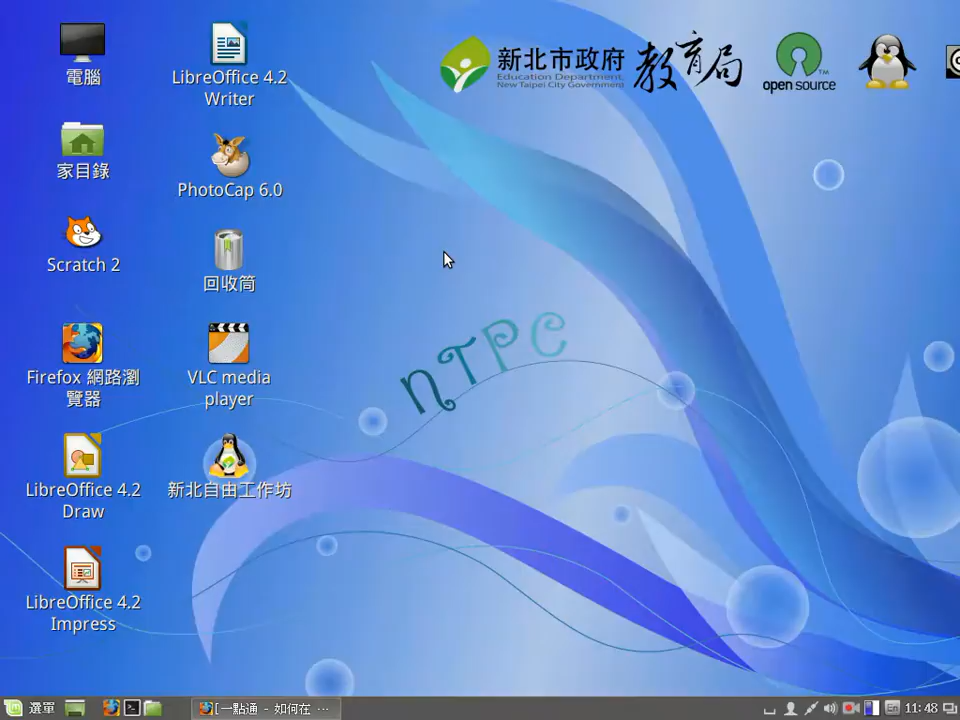 新北市政府 教育局
Education Department,
New Taipei City Government
open source™
電腦
LibreOffice 4.2
Writer
家目錄
PhotoCap 6.0
Scratch 2
回收筒
Firefox 網路瀏
覽器
VLC media
player
LibreOffice 4.2
Draw
新北自由工作坊
LibreOffice 4.2
Impress
NTPC
選單
[一點通 - 如何在 ···
En
11:48